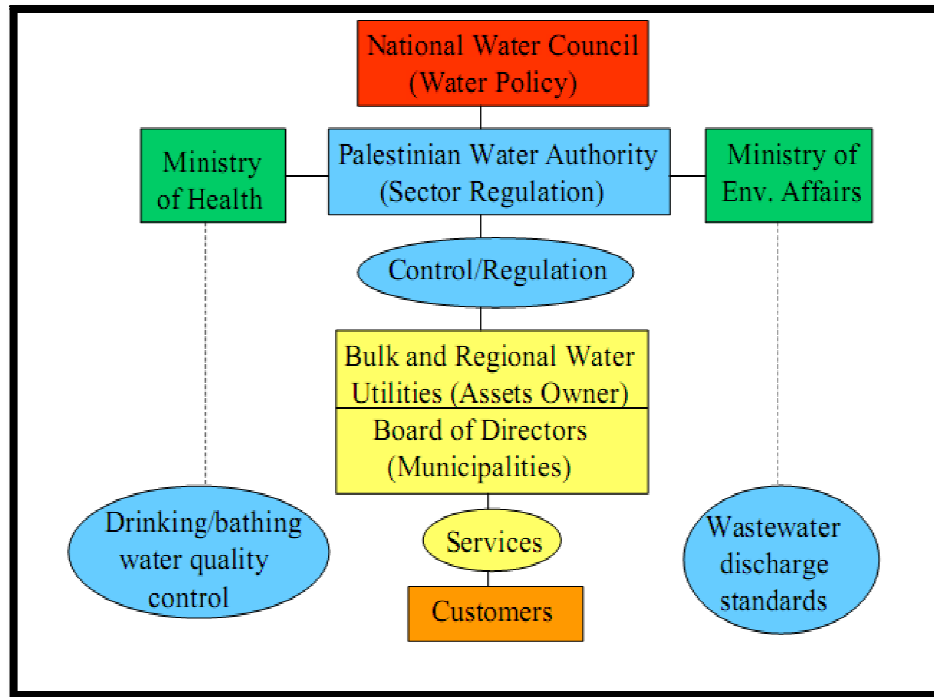 National Water Council
(Water Policy)
Ministry
of Health
Palestinian Water Authority
(Sector Regulation)
Ministry of
Env. Affairs
Control/Regulation
Bulk and Regional Water
Utilities (Assets Owner)
Board of Directors
(Municipalities)
Drinking/bathing
water quality
control
Services
Wastewater
discharge
standards
Customers